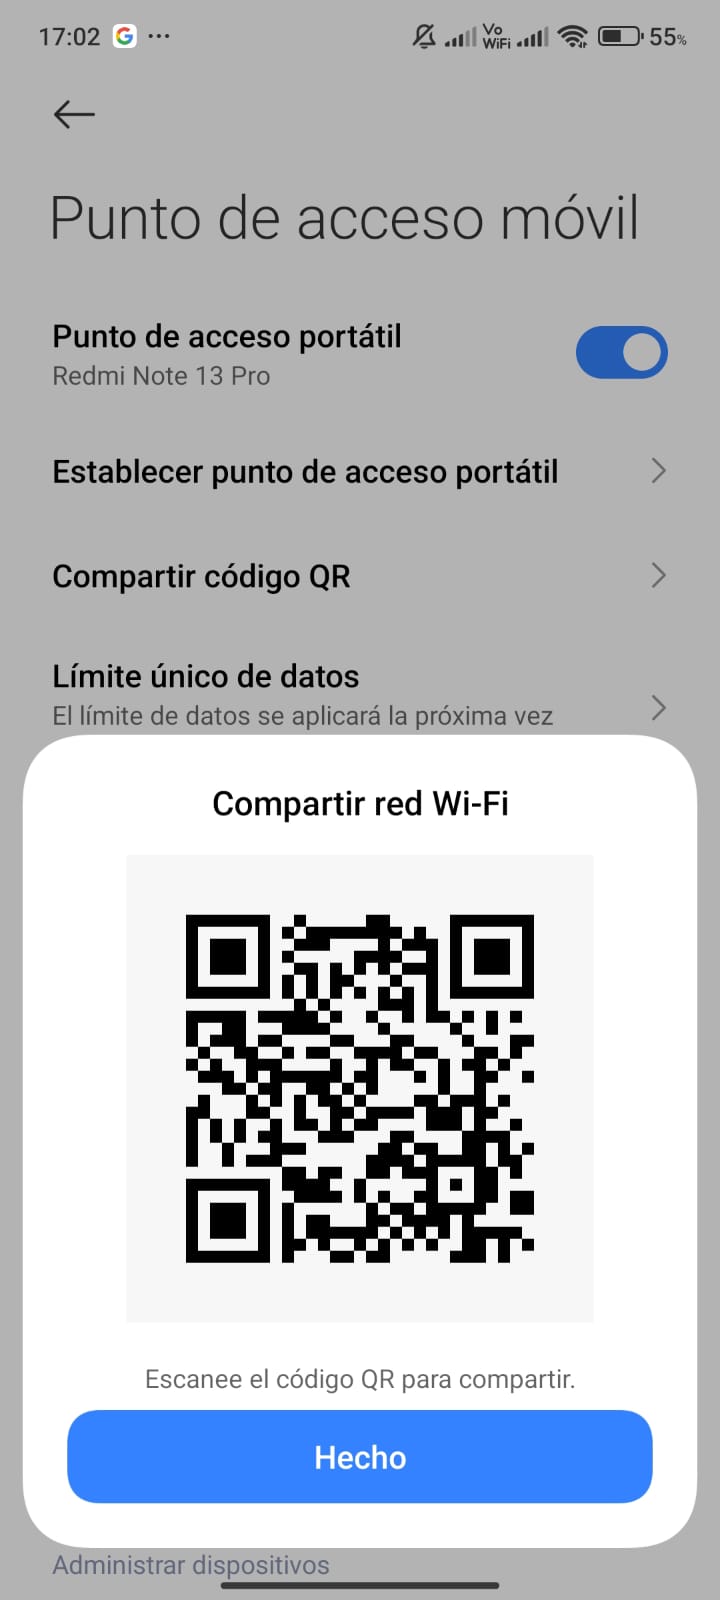 17:02 G ...
Vo
WiFi
55%
Punto de acceso móvil
Punto de acceso portátil
Redmi Note 13 Pro
Establecer punto de acceso portátil
Compartir código QR
Límite único de datos
El límite de datos se aplicará la próxima vez
Compartir red Wi-Fi
Escanee el código QR para compartir.
Hecho
Administrar dispositivos